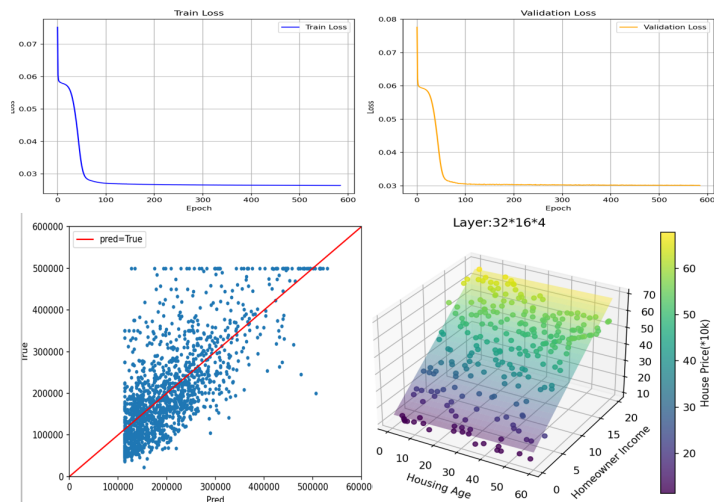 Train Loss
Train Loss
0.07
0.06
0.05
0.04
0.03
0 100 200 300 400 500 600
Loss
Epoch
Validation Loss
Validation Loss
0.08
0.07
0.06
0.05
0.04
0.03
0 100 200 300 400 500 600
Loss
Epoch
pred=True
600000
500000
400000
300000
200000
100000
0
0 100000 200000 300000 400000 500000 60000
True
Pred
Layer:32*16*4
70
60
50
40
30
20
10
0 10 20 30 40 50 60
Housing Age
0 5 10 15 20
Homeowner Income
60
50
40
30
20
House Price(*10k)